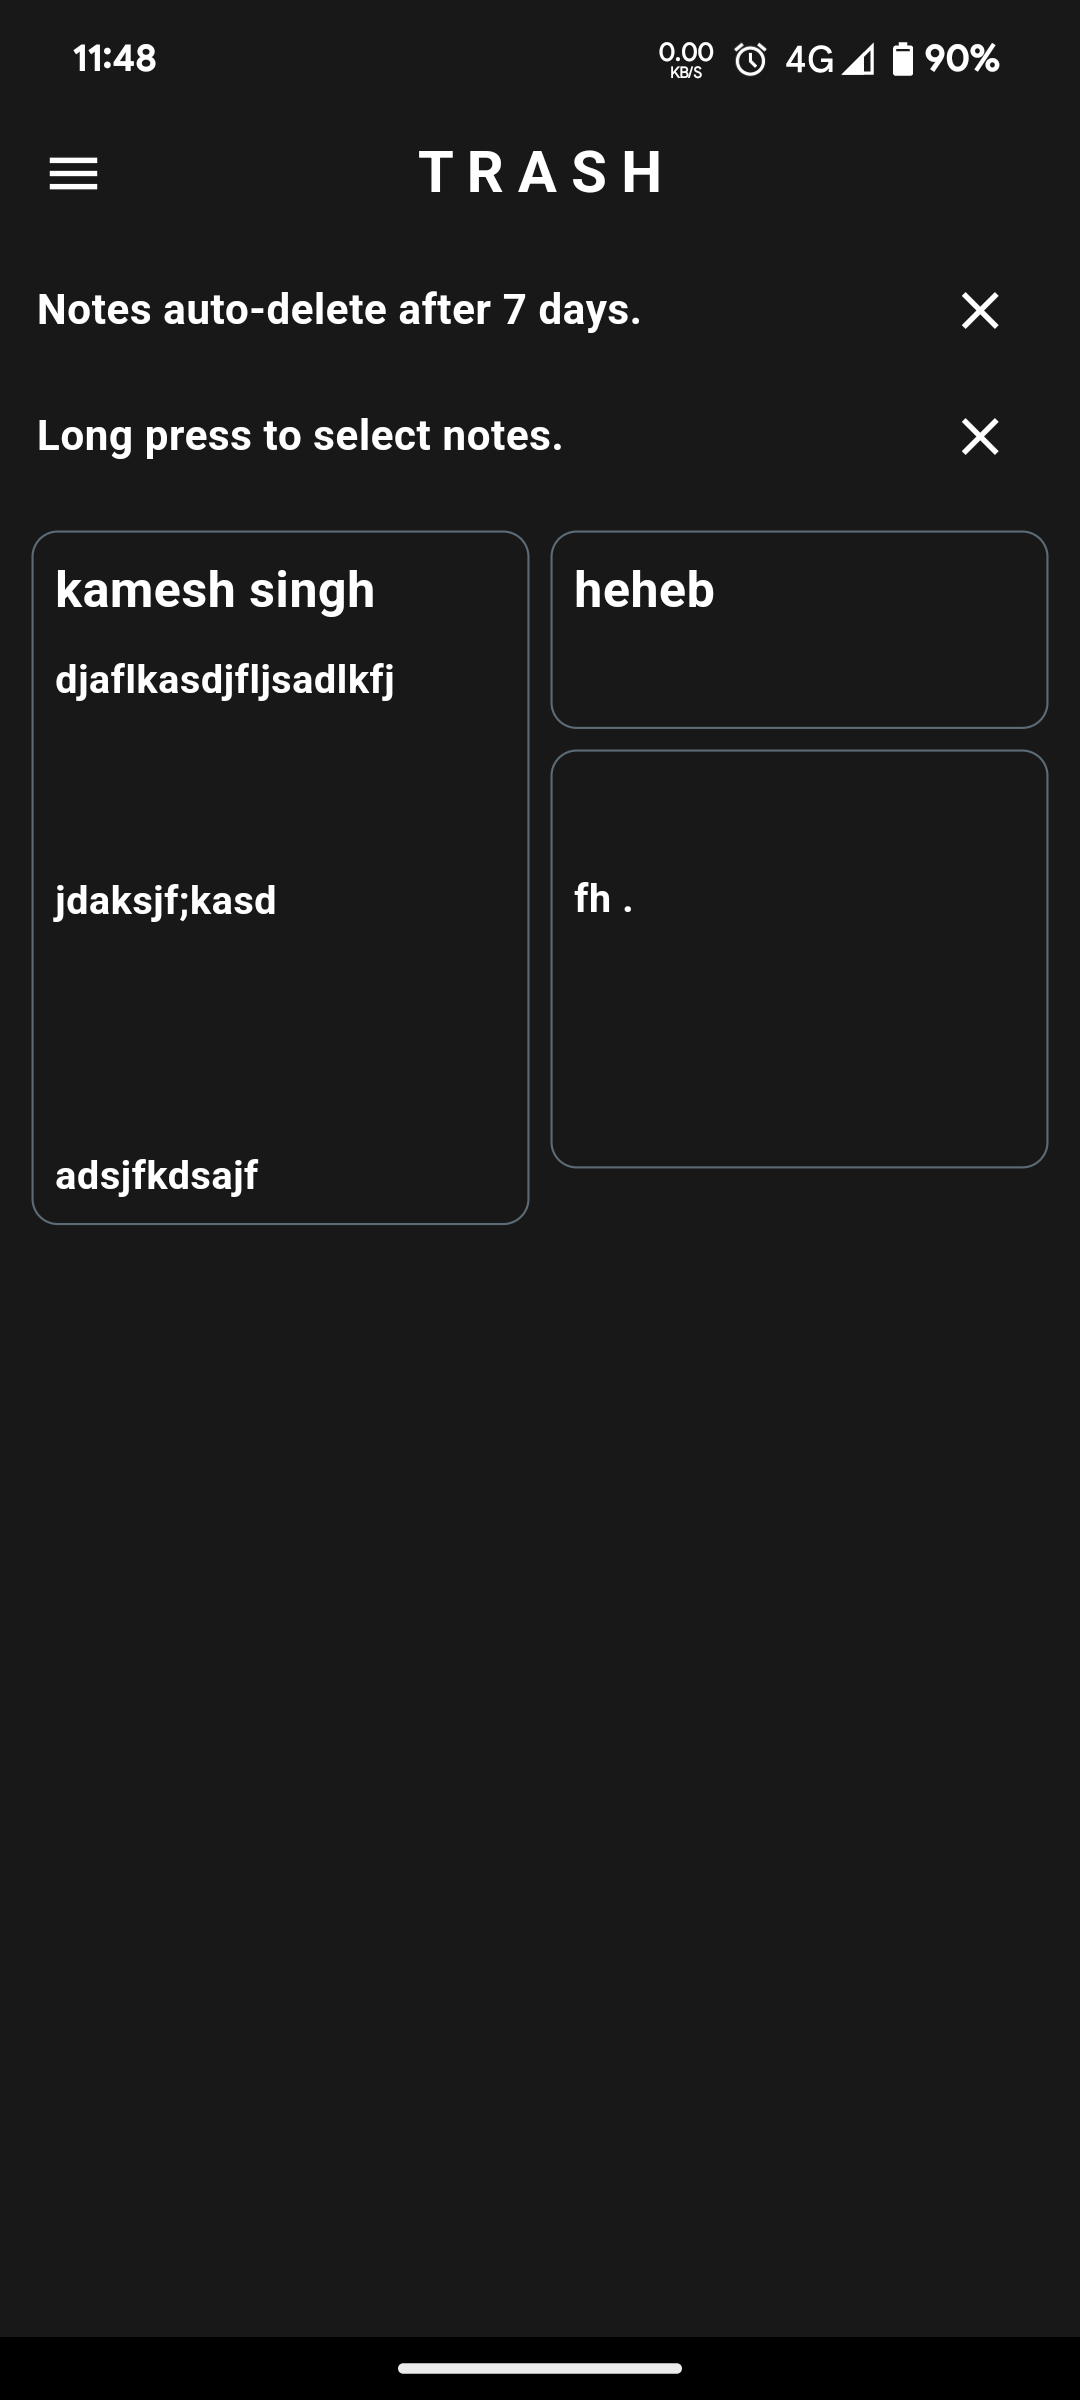 11:48
0.00
KB/S
4G
90%
TRASH
Notes auto-delete after 7 days.
Long press to select notes.
kamesh singh
djaflkasdjfljsadlkfj
jdaksjf;kasd
adsjfkdsajf
heheb
fh .